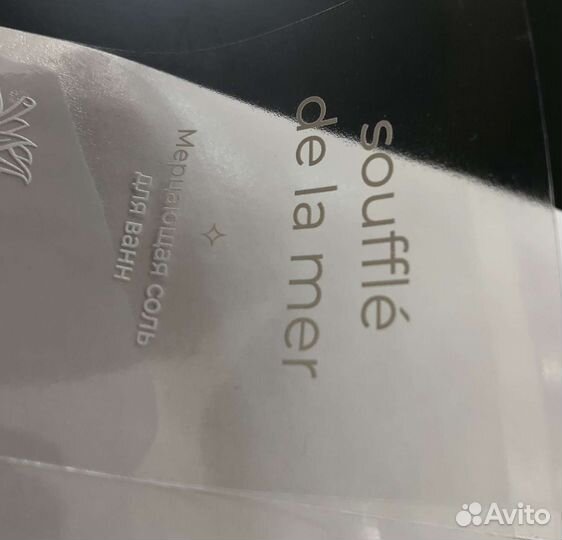 soufflé
de la mer
Мерцающая соль
для ванн
Avito